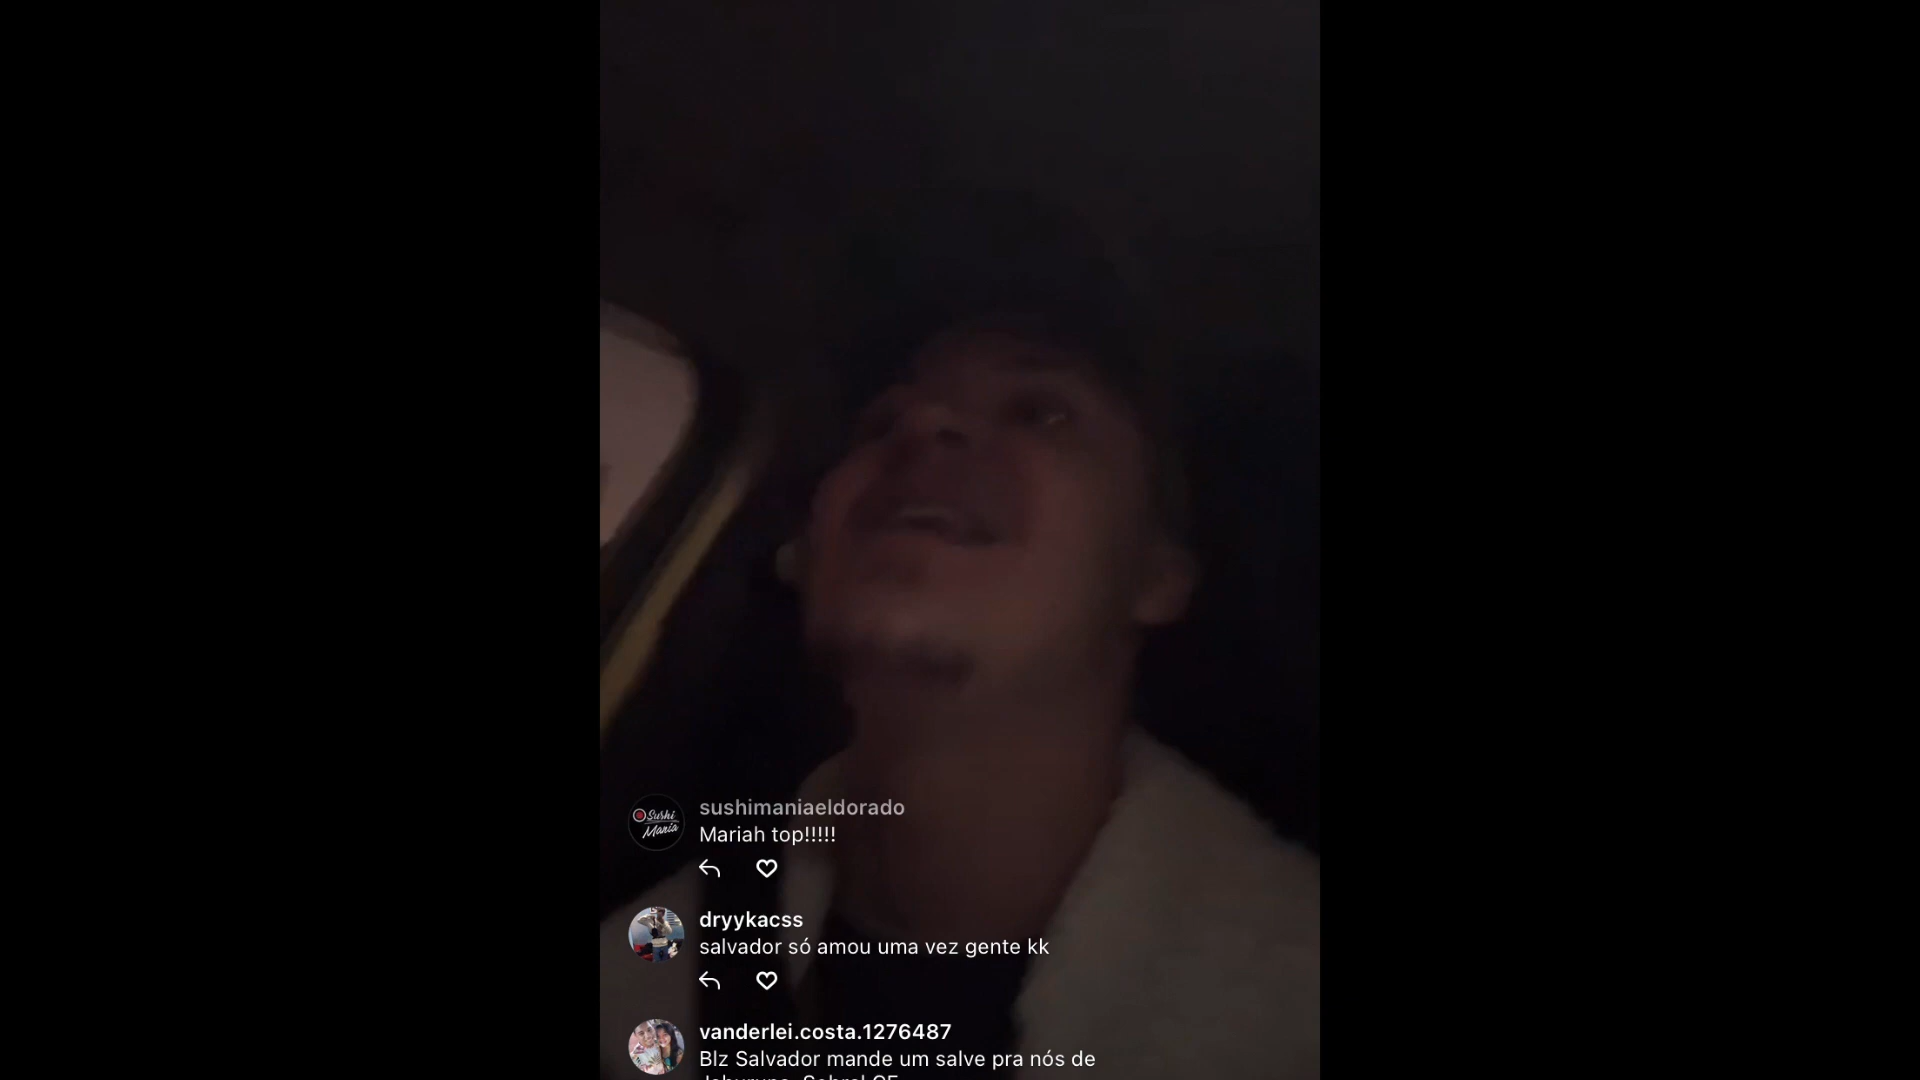 Sushi
Mania
sushimaniaeldorado
Mariah top!!!!!
dryykacss
salvador só amou uma vez gente kk
vanderlei.costa.1276487
Blz Salvador mande um salve pra nós de